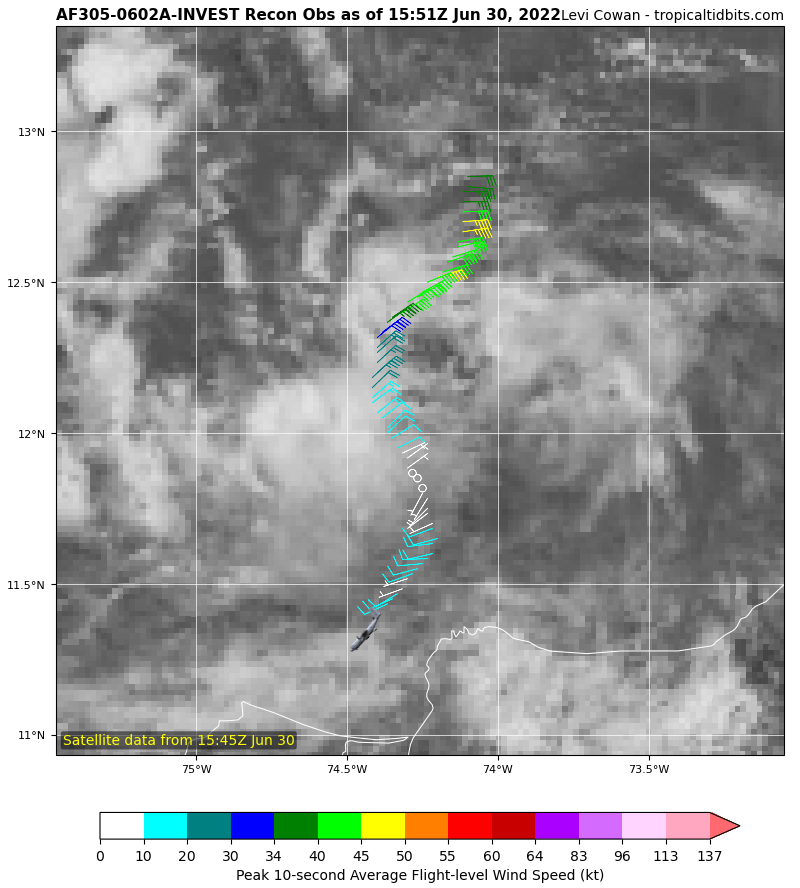 AF305-0602A-INVEST Recon Obs as of 15:51Z Jun 30, 2022 Levi Cowan - tropicaltidbits.com
13°N
12.5°N
12°N
11.5°N
11°N
Satellite data from 15:45Z Jun 30
75°W 74.5°W 74°W 73.5°W
0 10 20 30 34 40 45 50 55 60 64 83 96 113 137
Peak 10-second Average Flight-level Wind Speed (kt)